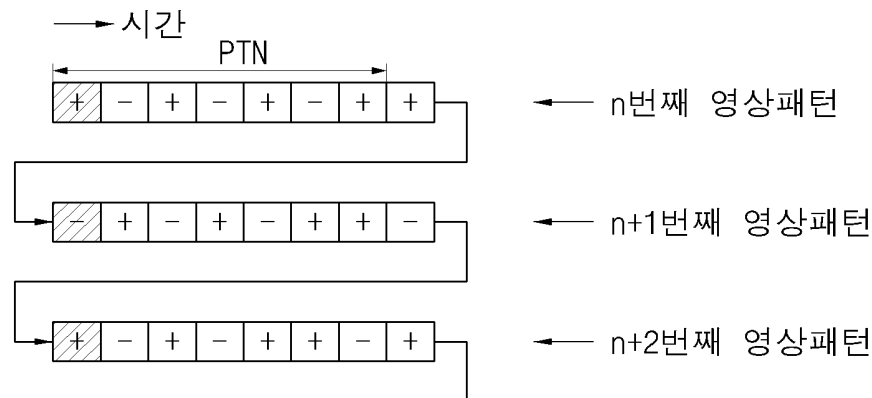 시간
PTN
+ − + − + − + +
n번째 영상패턴
− + − + − + + −
n+1번째 영상패턴
+ − + − + + − +
n+2번째 영상패턴